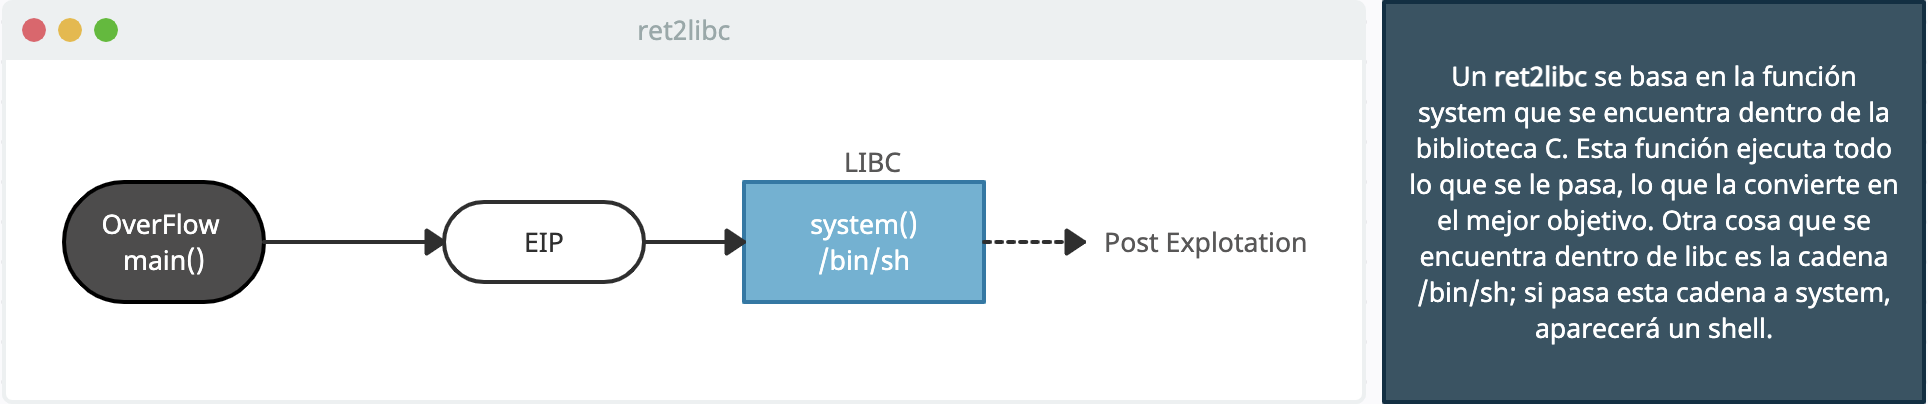 ret2libc
OverFlow
main()
EIP
LIBC
system()
/bin/sh
Post Explotation
Un ret2libc se basa en la función
system que se encuentra dentro de la
biblioteca C. Esta función ejecuta todo
lo que se le pasa, lo que la convierte en
el mejor objetivo. Otra cosa que se
encuentra dentro de libc es la cadena
/bin/sh; si pasa esta cadena a system,
aparecerá un shell.